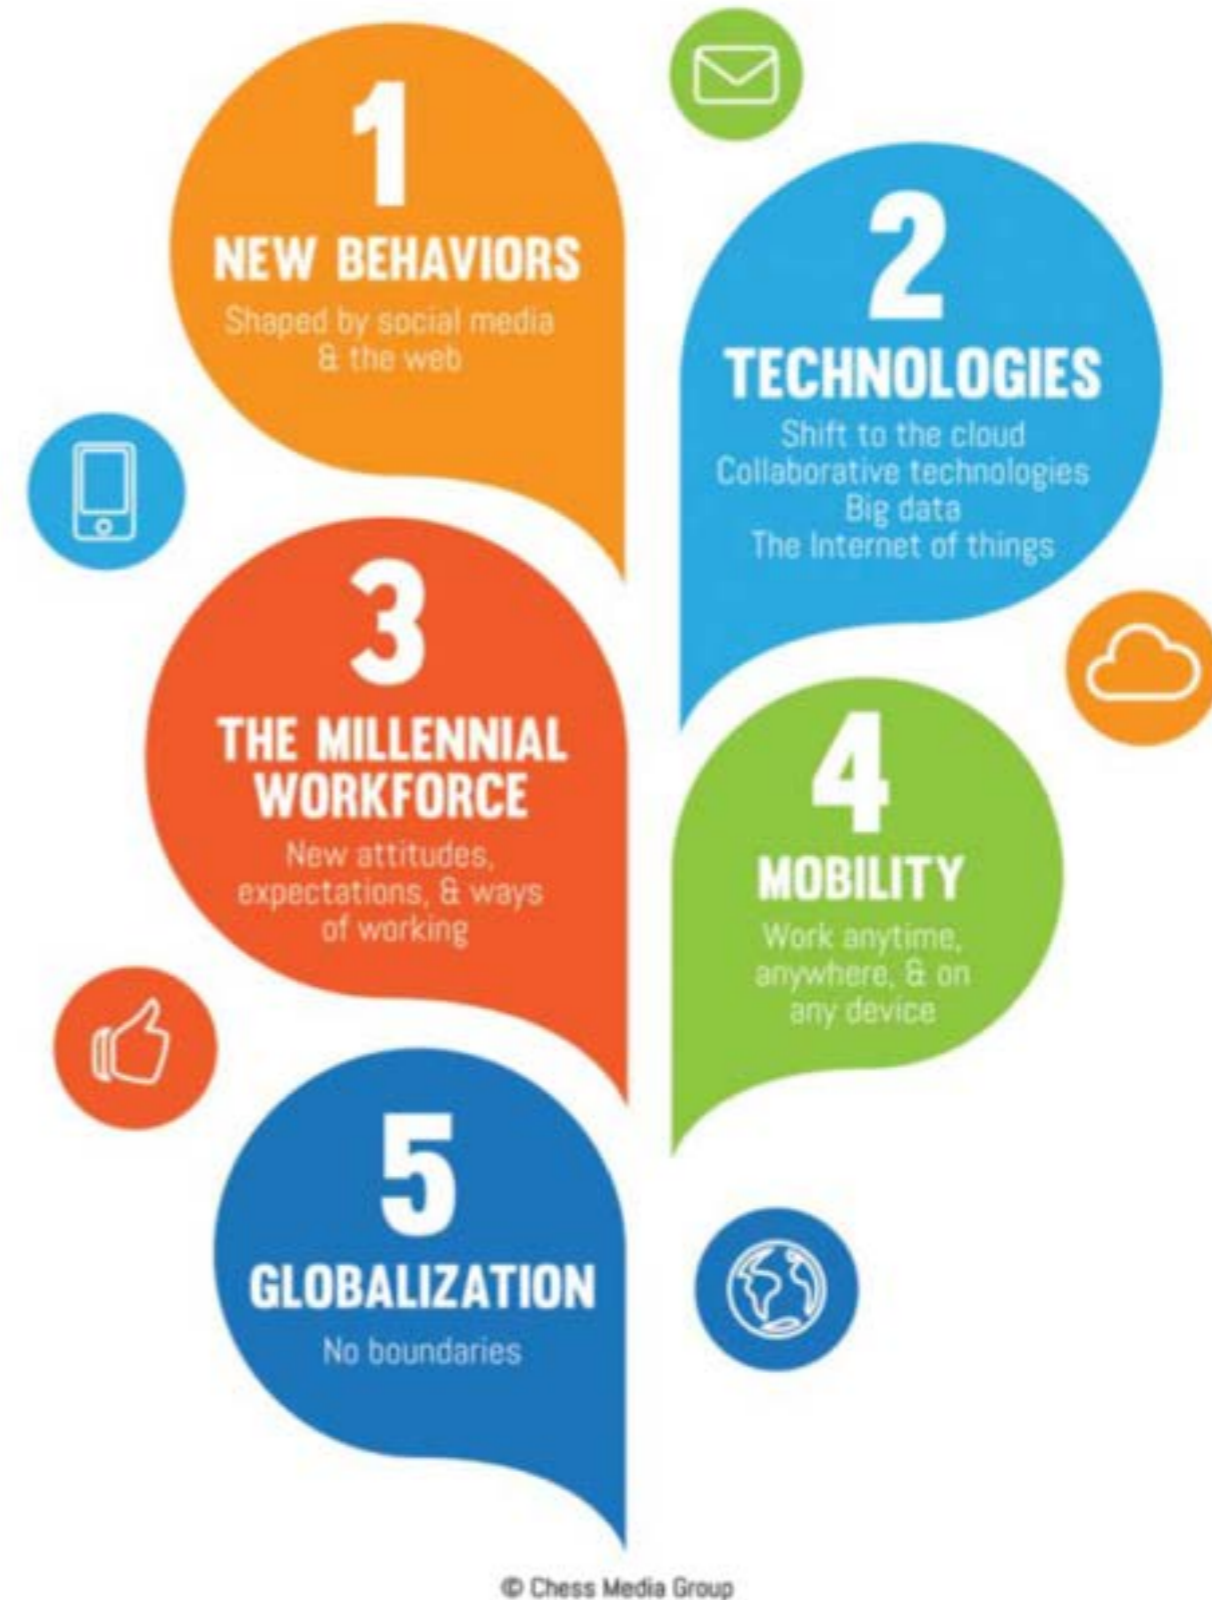 1
NEW BEHAVIORS
Shaped by social media
& the web
2
TECHNOLOGIES
Shift to the cloud
Collaborative technologies
Big data
The Internet of things
3
THE MILLENNIAL
WORKFORCE
New attitudes,
expectations, & ways
of working
4
MOBILITY
Work anytime,
anywhere, & on
any device
5
GLOBALIZATION
No boundaries
© Chess Media Group